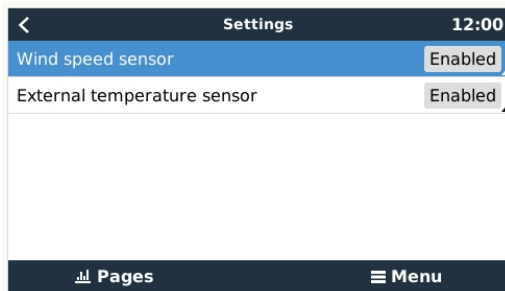 Settings 12:00
Wind speed sensor Enabled
External temperature sensor Enabled
Pages Menu